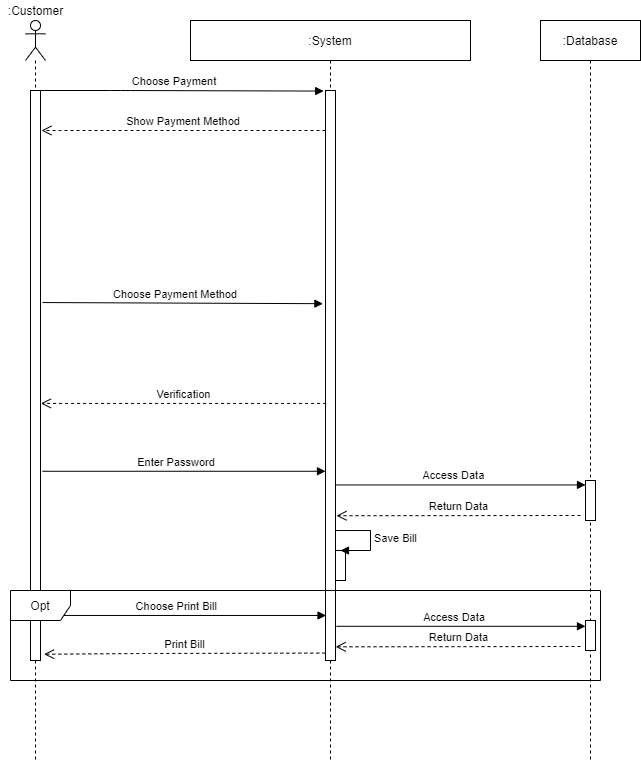 :Customer
:System
:Database
Choose Payment
Show Payment Method
Choose Payment Method
Verification
Enter Password
Access Data
Return Data
Save Bill
Opt
Choose Print Bill
Access Data
Return Data
Print Bill